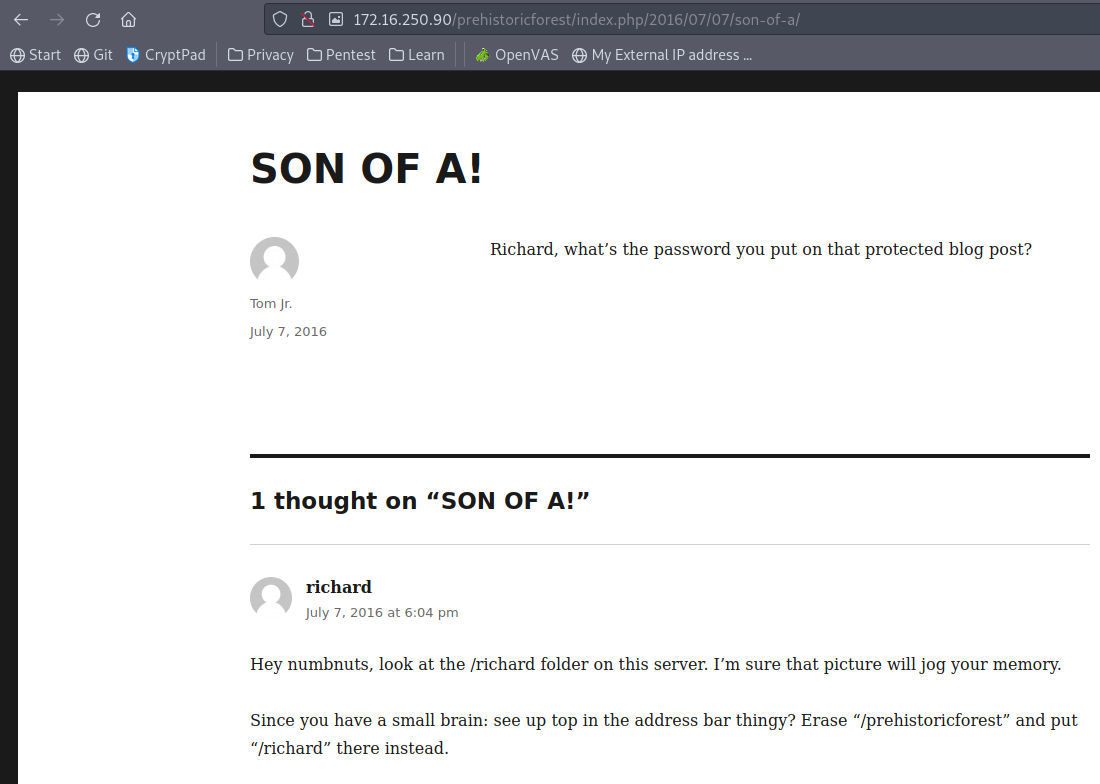 172.16.250.90/prehistoricforest/index.php/2016/07/07/son-of-a/
Start Git CryptPad Privacy Pentest Learn OpenVAS My External IP address ...
SON OF A!
Richard, what’s the password you put on that protected blog post?
Tom Jr.
July 7, 2016
1 thought on “SON OF A!”
richard
July 7, 2016 at 6:04 pm
Hey numbnuts, look at the /richard folder on this server. I’m sure that picture will jog your memory.
Since you have a small brain: see up top in the address bar thingy? Erase “/prehistoricforest” and put
“/richard” there instead.